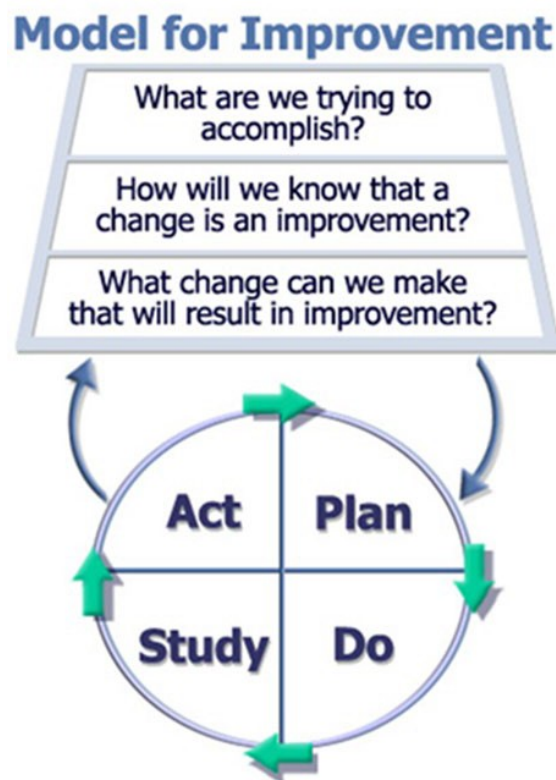 Model for Improvement
What are we trying to
accomplish?
How will we know that a
change is an improvement?
What change can we make
that will result in improvement?
Act
Plan
Study
Do